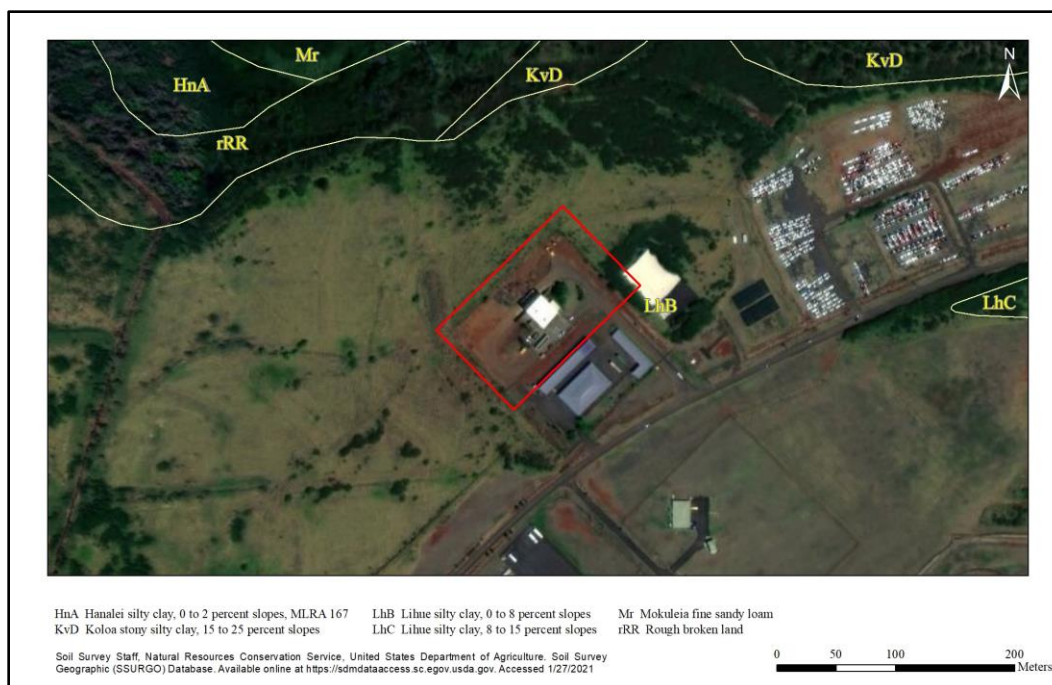 Mr
N
KvD
KvD
HnA
rRR
LhB
LhC
HnA Hanalei silty clay, 0 to 2 percent slopes, MLRA 167
LhB Lihue silty clay, 0 to 8 percent slopes
Mr Mokuleia fine sandy loam
KvD Koloa stony silty clay, 15 to 25 percent slopes
LhC Lihue silty clay, 8 to 15 percent slopes
rRR Rough broken land
Soil Survey Staff, Natural Resources Conservation Service, United States Department of Agriculture. Soil Survey
Geographic (SSURGO) Database. Available online at https://sdmdataaccess.sc.egov.usda.gov. Accessed 1/27/2021
0 50 100 200
Meters